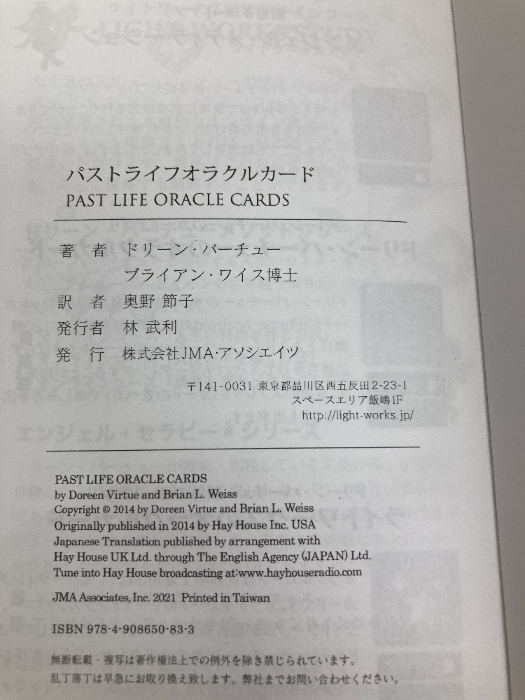 パストライフオラクルカード
PAST LIFE ORACLE CARDS
著　者　ドリーン・バーチュー
ブライアン・ワイス博士
訳　者　奥野 節子
発行者　林 武利
発　行　株式会社JMA・アソシエイツ
〒141-0031 東京都品川区西五反田2-23-1
スペースエリア飯嶋1F
http://light-works.jp/
PAST LIFE ORACLE CARDS
by Doreen Virtue and Brian L. Weiss
Copyright © 2014 by Doreen Virtue and Brian L. Weiss
Originally published in 2014 by Hay House Inc. USA
Japanese Translation published by arrangement with
Hay House UK Ltd. through The English Agency (JAPAN) Ltd.
Tune into Hay House broadcasting at:www.hayhouseradio.com
JMA Associates, Inc. 2021 Printed in Taiwan
ISBN 978-4-908650-83-3
無断転載・複写は著作権法上での例外を除き禁じられています。
乱丁落丁は早急にお取り換え致します。弊社までお問い合わせください。